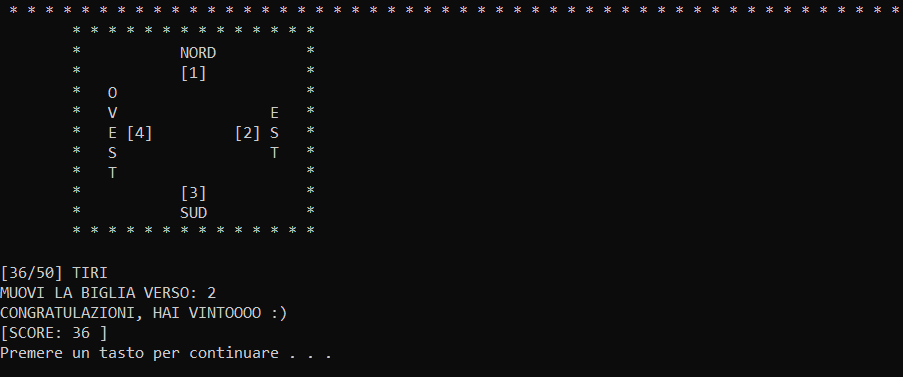 * * * * * * * * * * * * * * * * * * * * * * * * * * * * * * * * * * * * * * * * * * * * * * * * * *
* * * * * * * * * * * * * *
* NORD *
* [1] *
* O *
* V E *
* E [4] [2] S *
* S T *
* T *
* [3] *
* SUD *
* * * * * * * * * * * * * *
[36/50] TIRI
MUOVI LA BIGLIA VERSO: 2
CONGRATULAZIONI, HAI VINTOOOO :)
[SCORE: 36 ]
Premere un tasto per continuare . . .